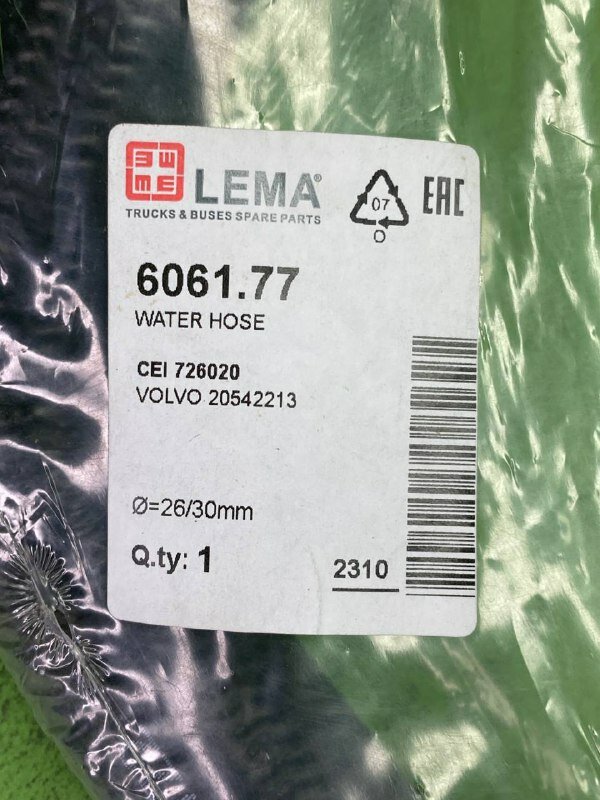 LEMA®
TRUCKS & BUSES SPARE PARTS
07
O
EAC
6061.77
WATER HOSE
CEI 726020
VOLVO 20542213
Ø=26/30mm
Q.ty: 1
2310